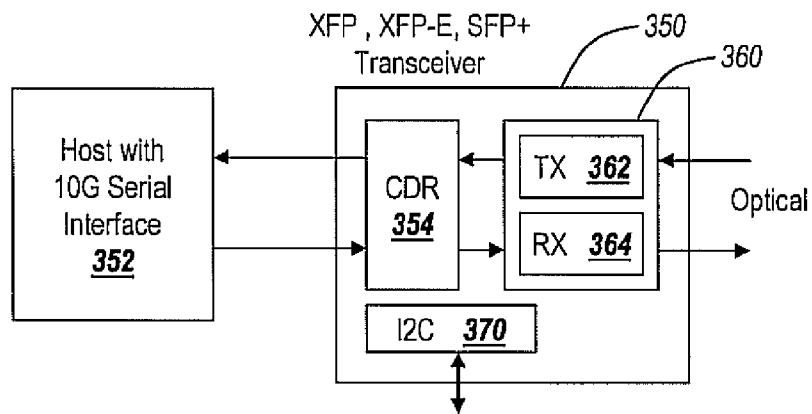 XFP , XFP-E, SFP+
Transceiver
350
360
Host with
10G Serial
Interface
352
CDR
354
TX 362
RX 364
Optical
I2C 370